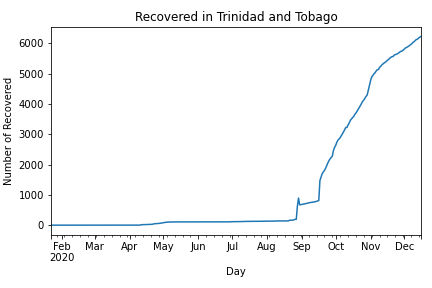 Recovered in Trinidad and Tobago
Number of Recovered
6000
5000
4000
3000
2000
1000
0
Feb Mar Apr May Jun Jul Aug Sep Oct Nov Dec
2020
Day